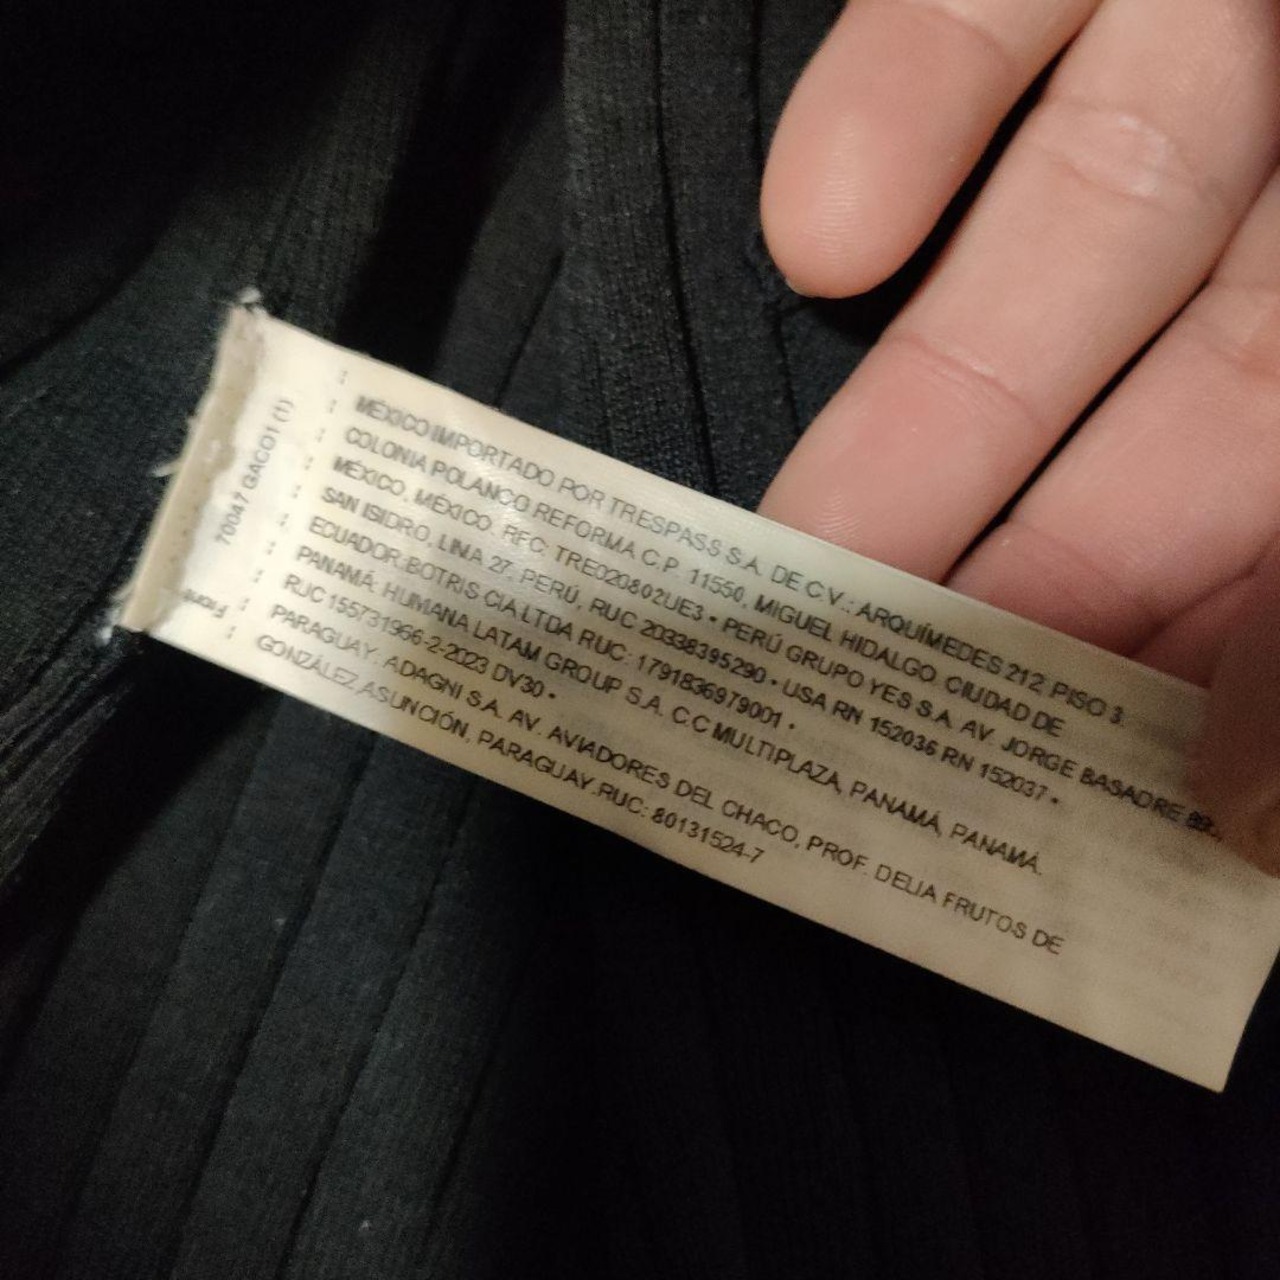 70047 GACO1 (1)
MÉXICO IMPORTADO POR TRESPASS S.A. DE C.V.: ARQUÍMEDES 212 PISO 3.
COLONIA POLANCO REFORMA C.P. 11550, MIGUEL HIDALGO, CIUDAD DE
MÉXICO, MÉXICO. RFC: TRE020802UE3 • PERÚ GRUPO YES S.A. AV. JORGE BASADRE
SAN ISIDRO, LIMA 27, PERÚ, RUC 20338395290 • USA RN 152036 RN 152037 •
ECUADOR: BOTRIS CIA LTDA RUC: 1791836979001 •
PANAMÁ: HUMANA LATAM GROUP S.A. C.C MULTIPLAZA, PANAMÁ, PANAMÁ.
RUC 155731966-2-2023 DV30 •
PARAGUAY. ADAGNI S.A. AV. AVIADORES DEL CHACO, PROF. DELIA FRUTOS DE
GONZÁLEZ, ASUNCIÓN, PARAGUAY. RUC: 80131524-7